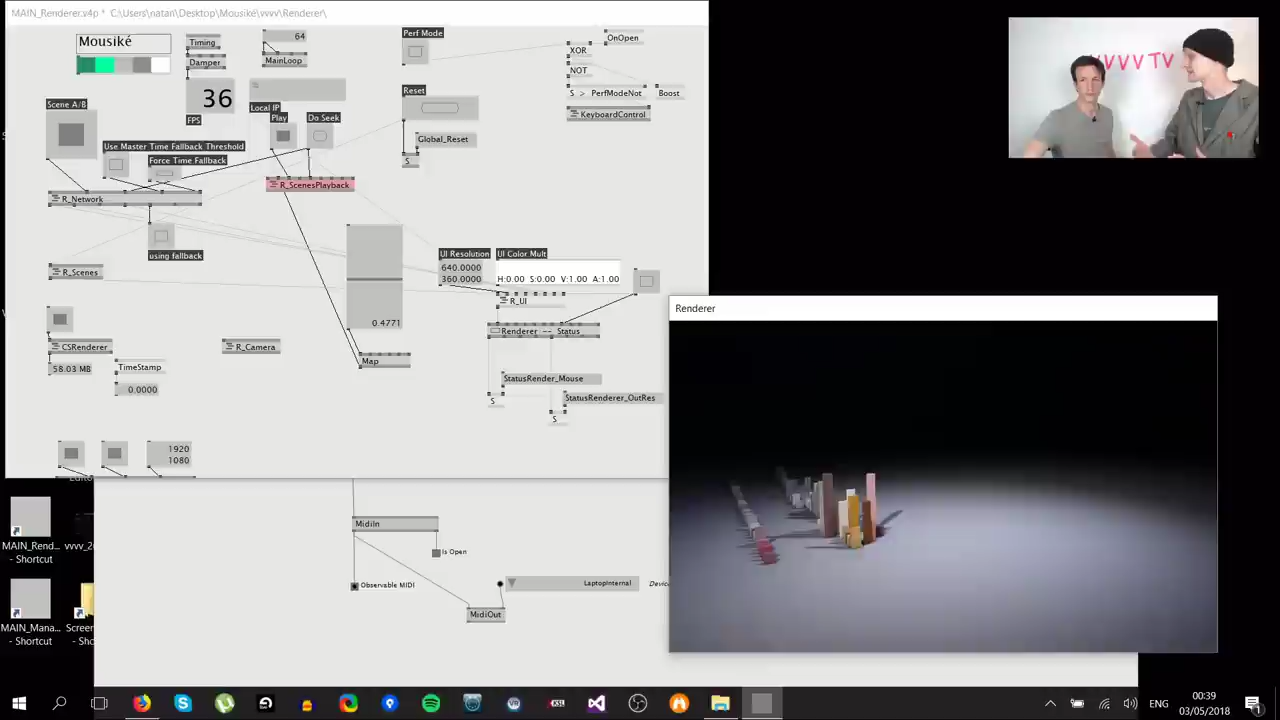 MAIN_Renderer.v4p * C:\Users\natan\Desktop\Mousiké\vvvv\Renderer\
Mousiké
Timing
Damper
36
FPS
64
MainLoop
Local IP
Play
Do Seek
Perf Mode
Reset
Global_Reset
S
XOR
OnOpen
NOT
S > PerfModeNot
Boost
KeyboardControl
VVVV TV
Scene A/B
Use Master Time Fallback Threshold
Force Time Fallback
R_Network
R_ScenesPlayback
using fallback
R_Scenes
0.4771
Map
UI Resolution
640.0000
360.0000
UI Color Mult
H:0.00 S:0.00 V:1.00 A:1.00
R_UI
Renderer -- Status
StatusRender_Mouse
S
StatusRenderer_OutRes
S
CSRenderer
58.03 MB
TimeStamp
0.0000
R_Camera
1920
1080
Renderer
MidiIn
Is Open
Observable MIDI
LaptopInternal
MidiOut
MAIN_Rend...
- Shortcut
MAIN_Mana...
- Shortcut
ENG
00:39
03/05/2018